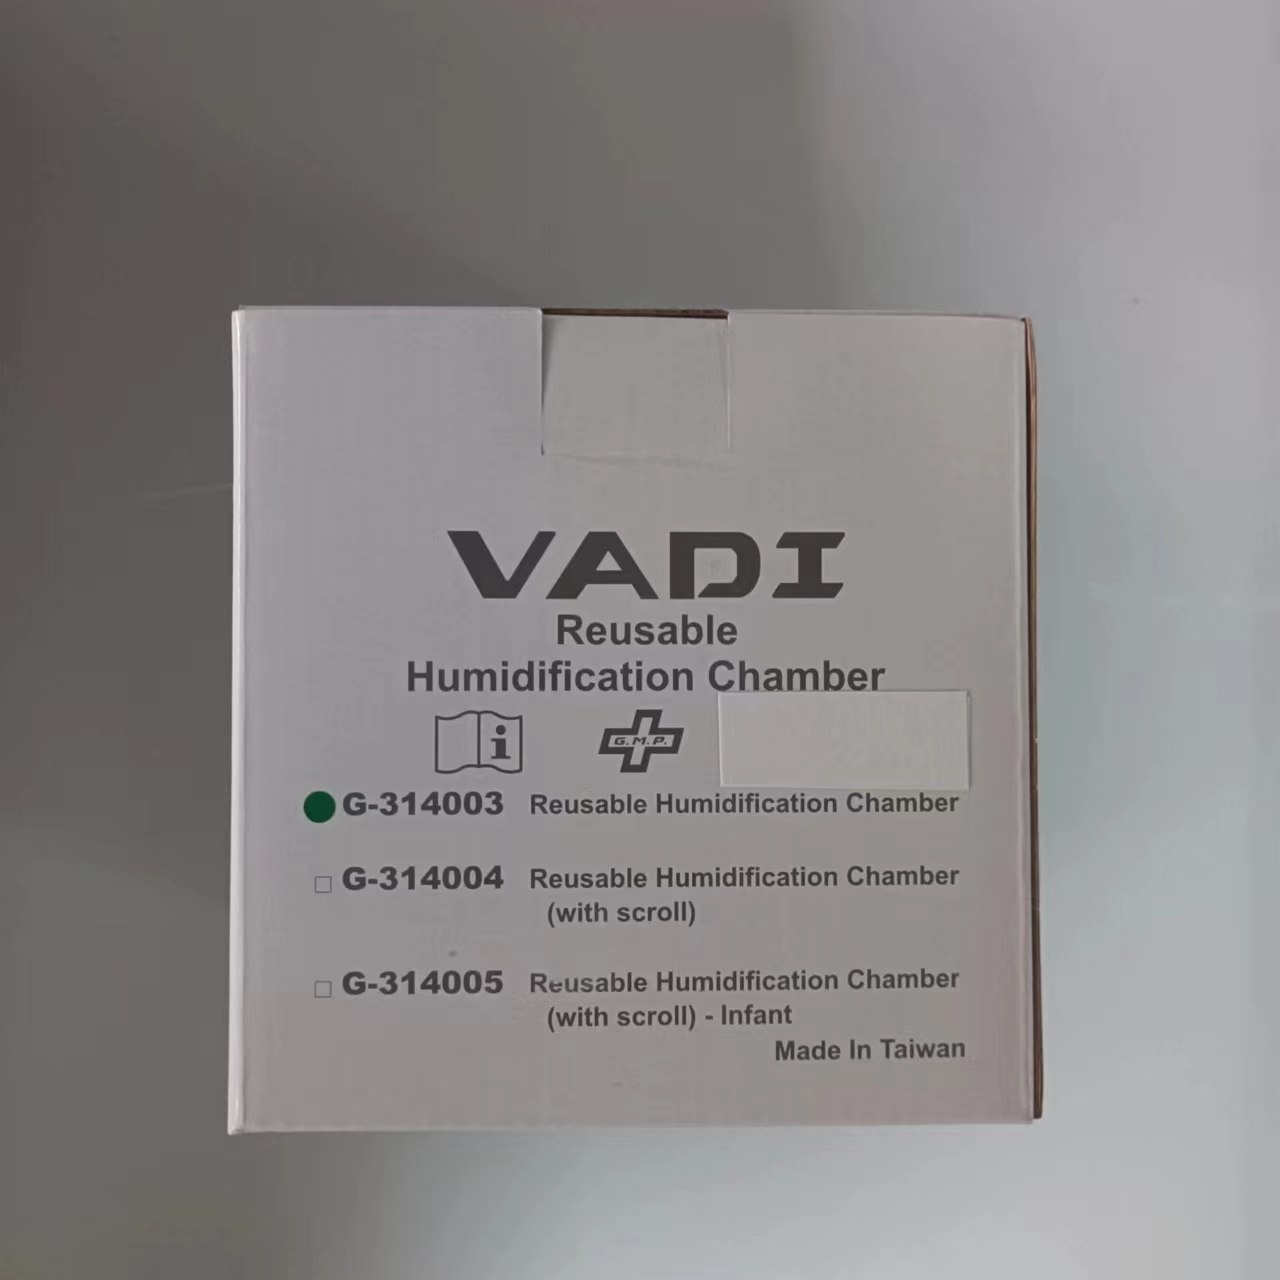 VADI
Reusable
Humidification Chamber
i
G.M.P.
G-314003 Reusable Humidification Chamber
G-314004 Reusable Humidification Chamber
(with scroll)
G-314005 Reusable Humidification Chamber
(with scroll) - Infant
Made In Taiwan